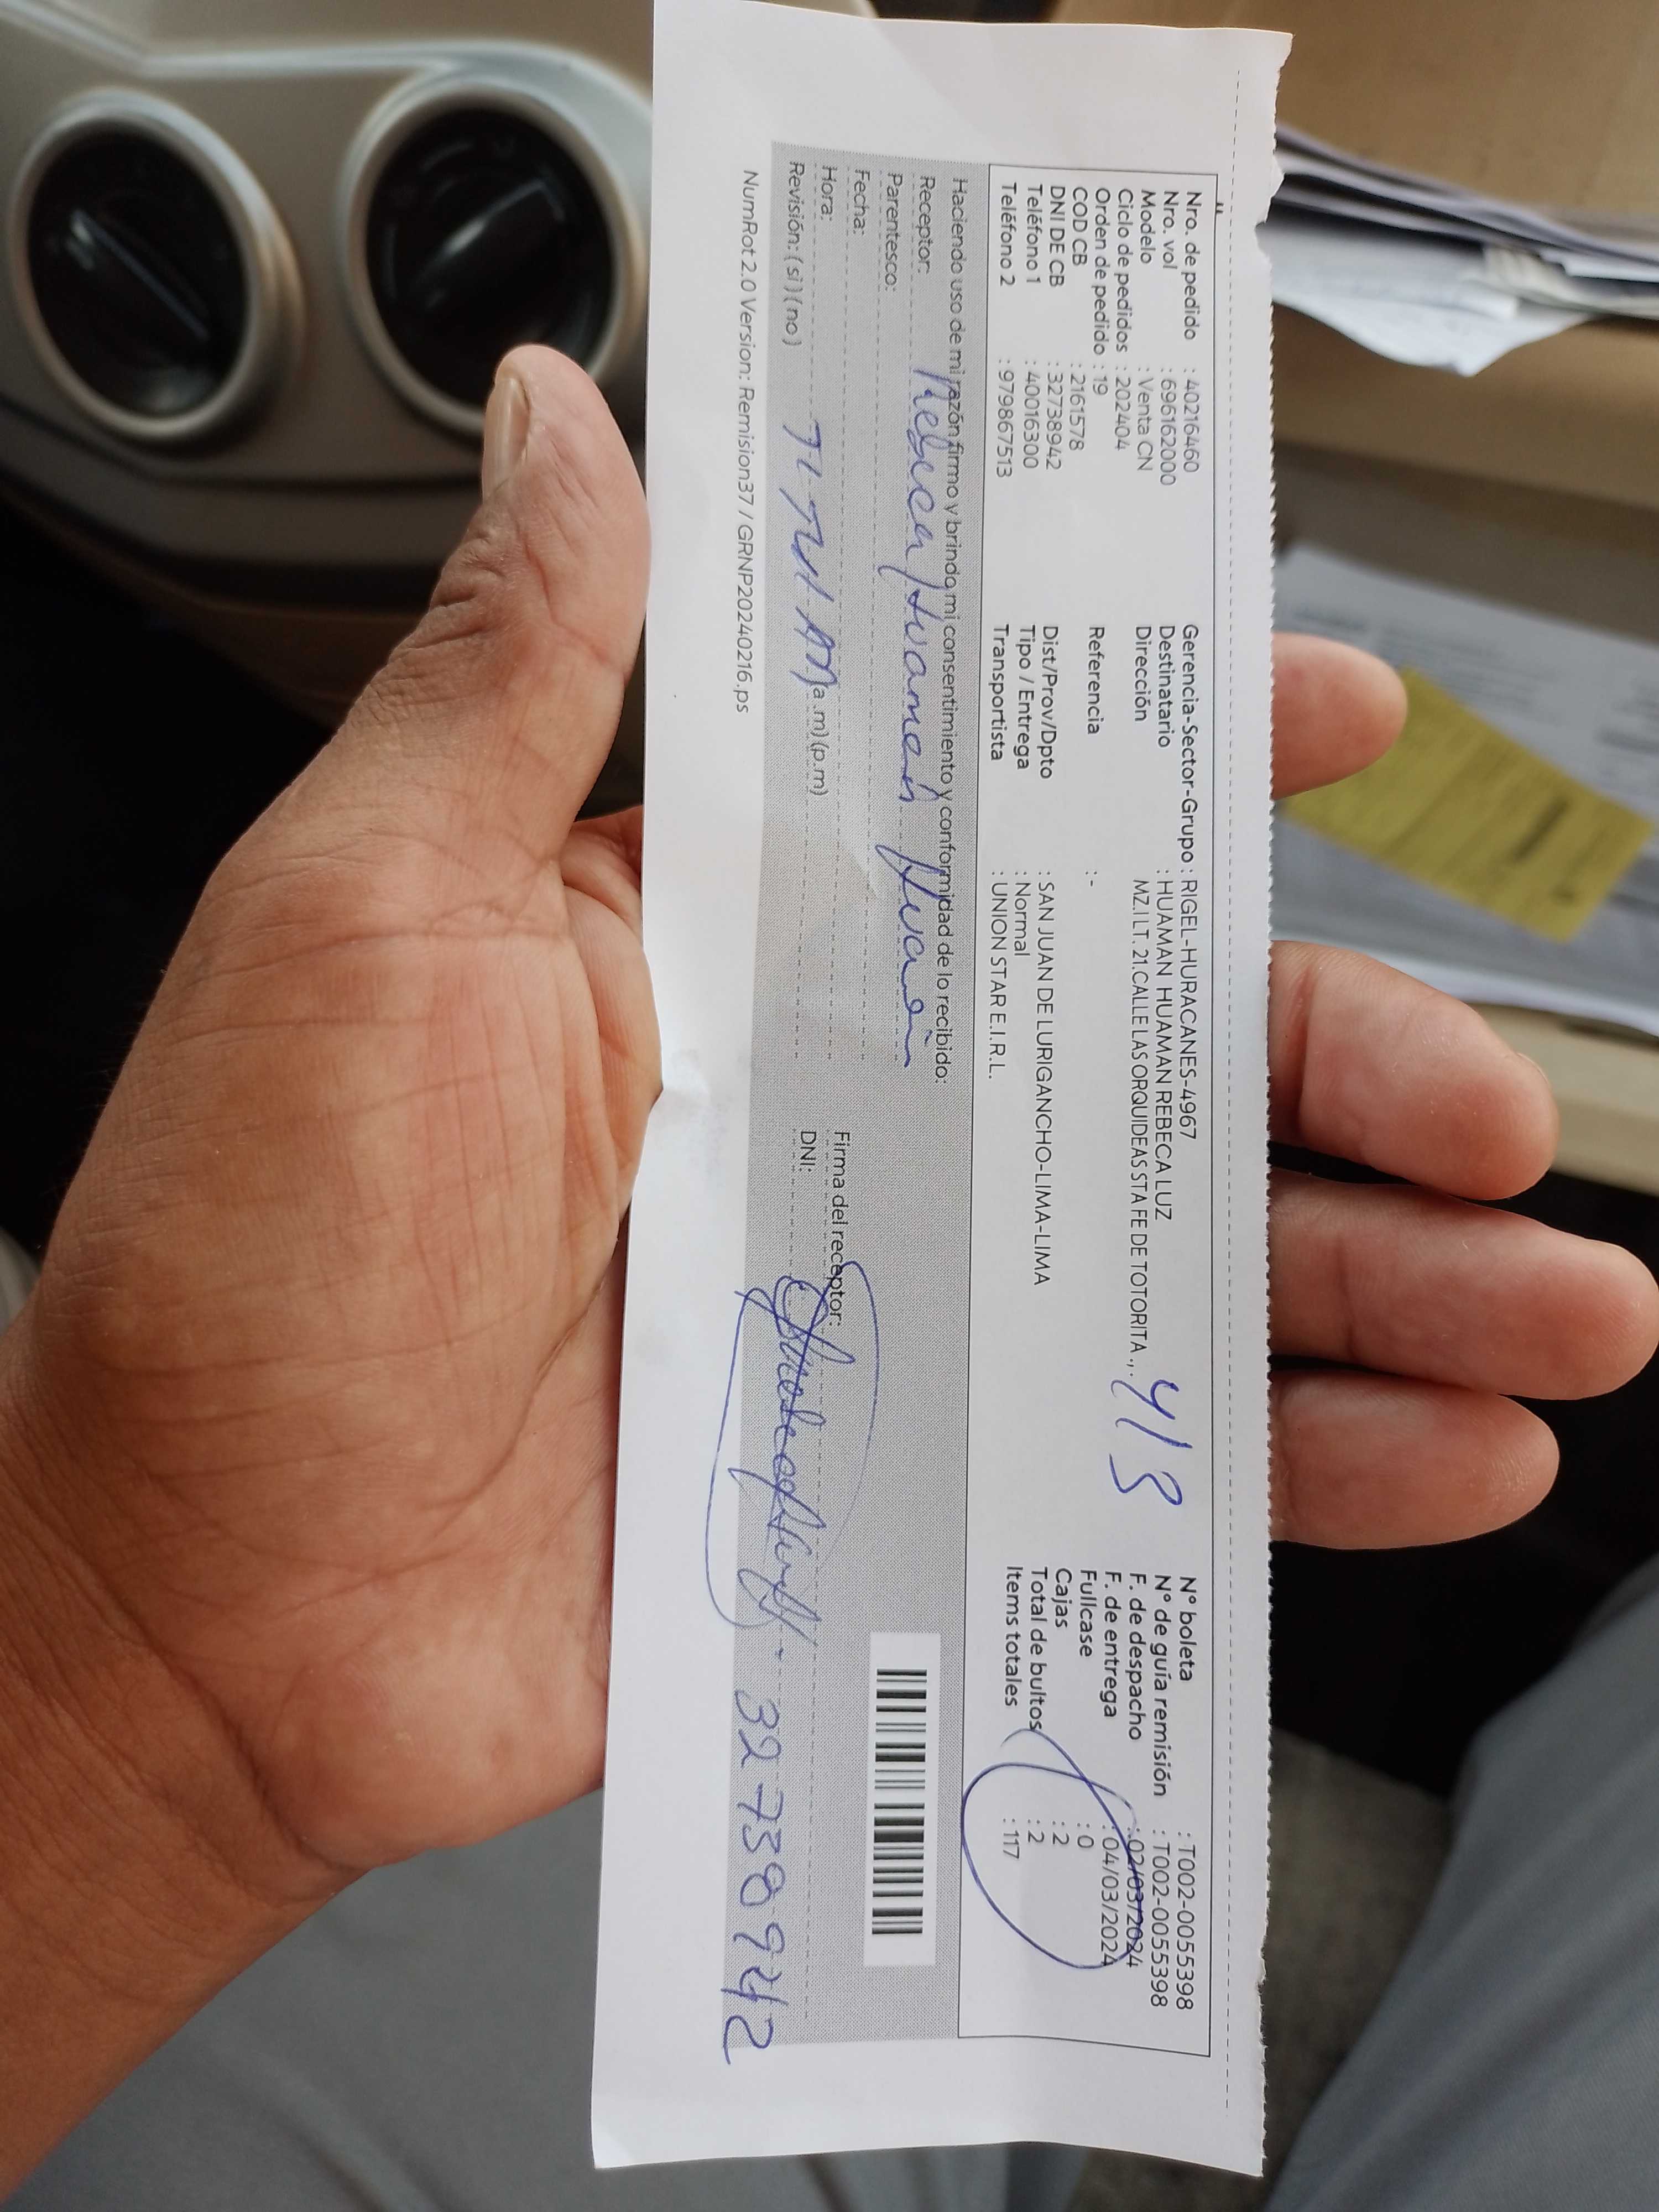 Nro. de pedido : 40216460
Nro. vol : 696162000
Modelo : Venta CN
Ciclo de pedidos : 202404
Orden de pedido : 19
COD CB : 2161578
DNI DE CB : 32738942
Teléfono 1 : 40016300
Teléfono 2 : 979867513
Gerencia-Sector-Grupo : RIGEL-HURACANES-4967
Destinatario : HUAMAN HUAMAN REBECA LUZ
Dirección MZ.I LT. 21.CALLE LAS ORQUIDEAS STA FE DE TOTORITA ., .
Referencia :-
Dist/Prov/Dpto : SAN JUAN DE LURIGANCHO-LIMA-LIMA
Tipo / Entrega : Normal
Transportista : UNION STAR E.I.R.L.
4/3
N° boleta : T002-0055398
N° de guía remisión : T002-0055398
F. de despacho : 02/03/2024
F. de entrega : 04/03/2024
Fullcase : 0
Cajas : 2
Total de bultos : 2
Items totales : 117
Haciendo uso de mi razón firmo y brindo mi consentimiento y conformidad de lo recibido:
Receptor: Rebeca Huamán Huamán
Parentesco:
Fecha:
Hora: (a.m)(p.m)
Revisión: (si) (no)
Firma del receptor:
DNI: 32738942
NumRot 2.0 Version: Remision37 / GRNP20240216.ps